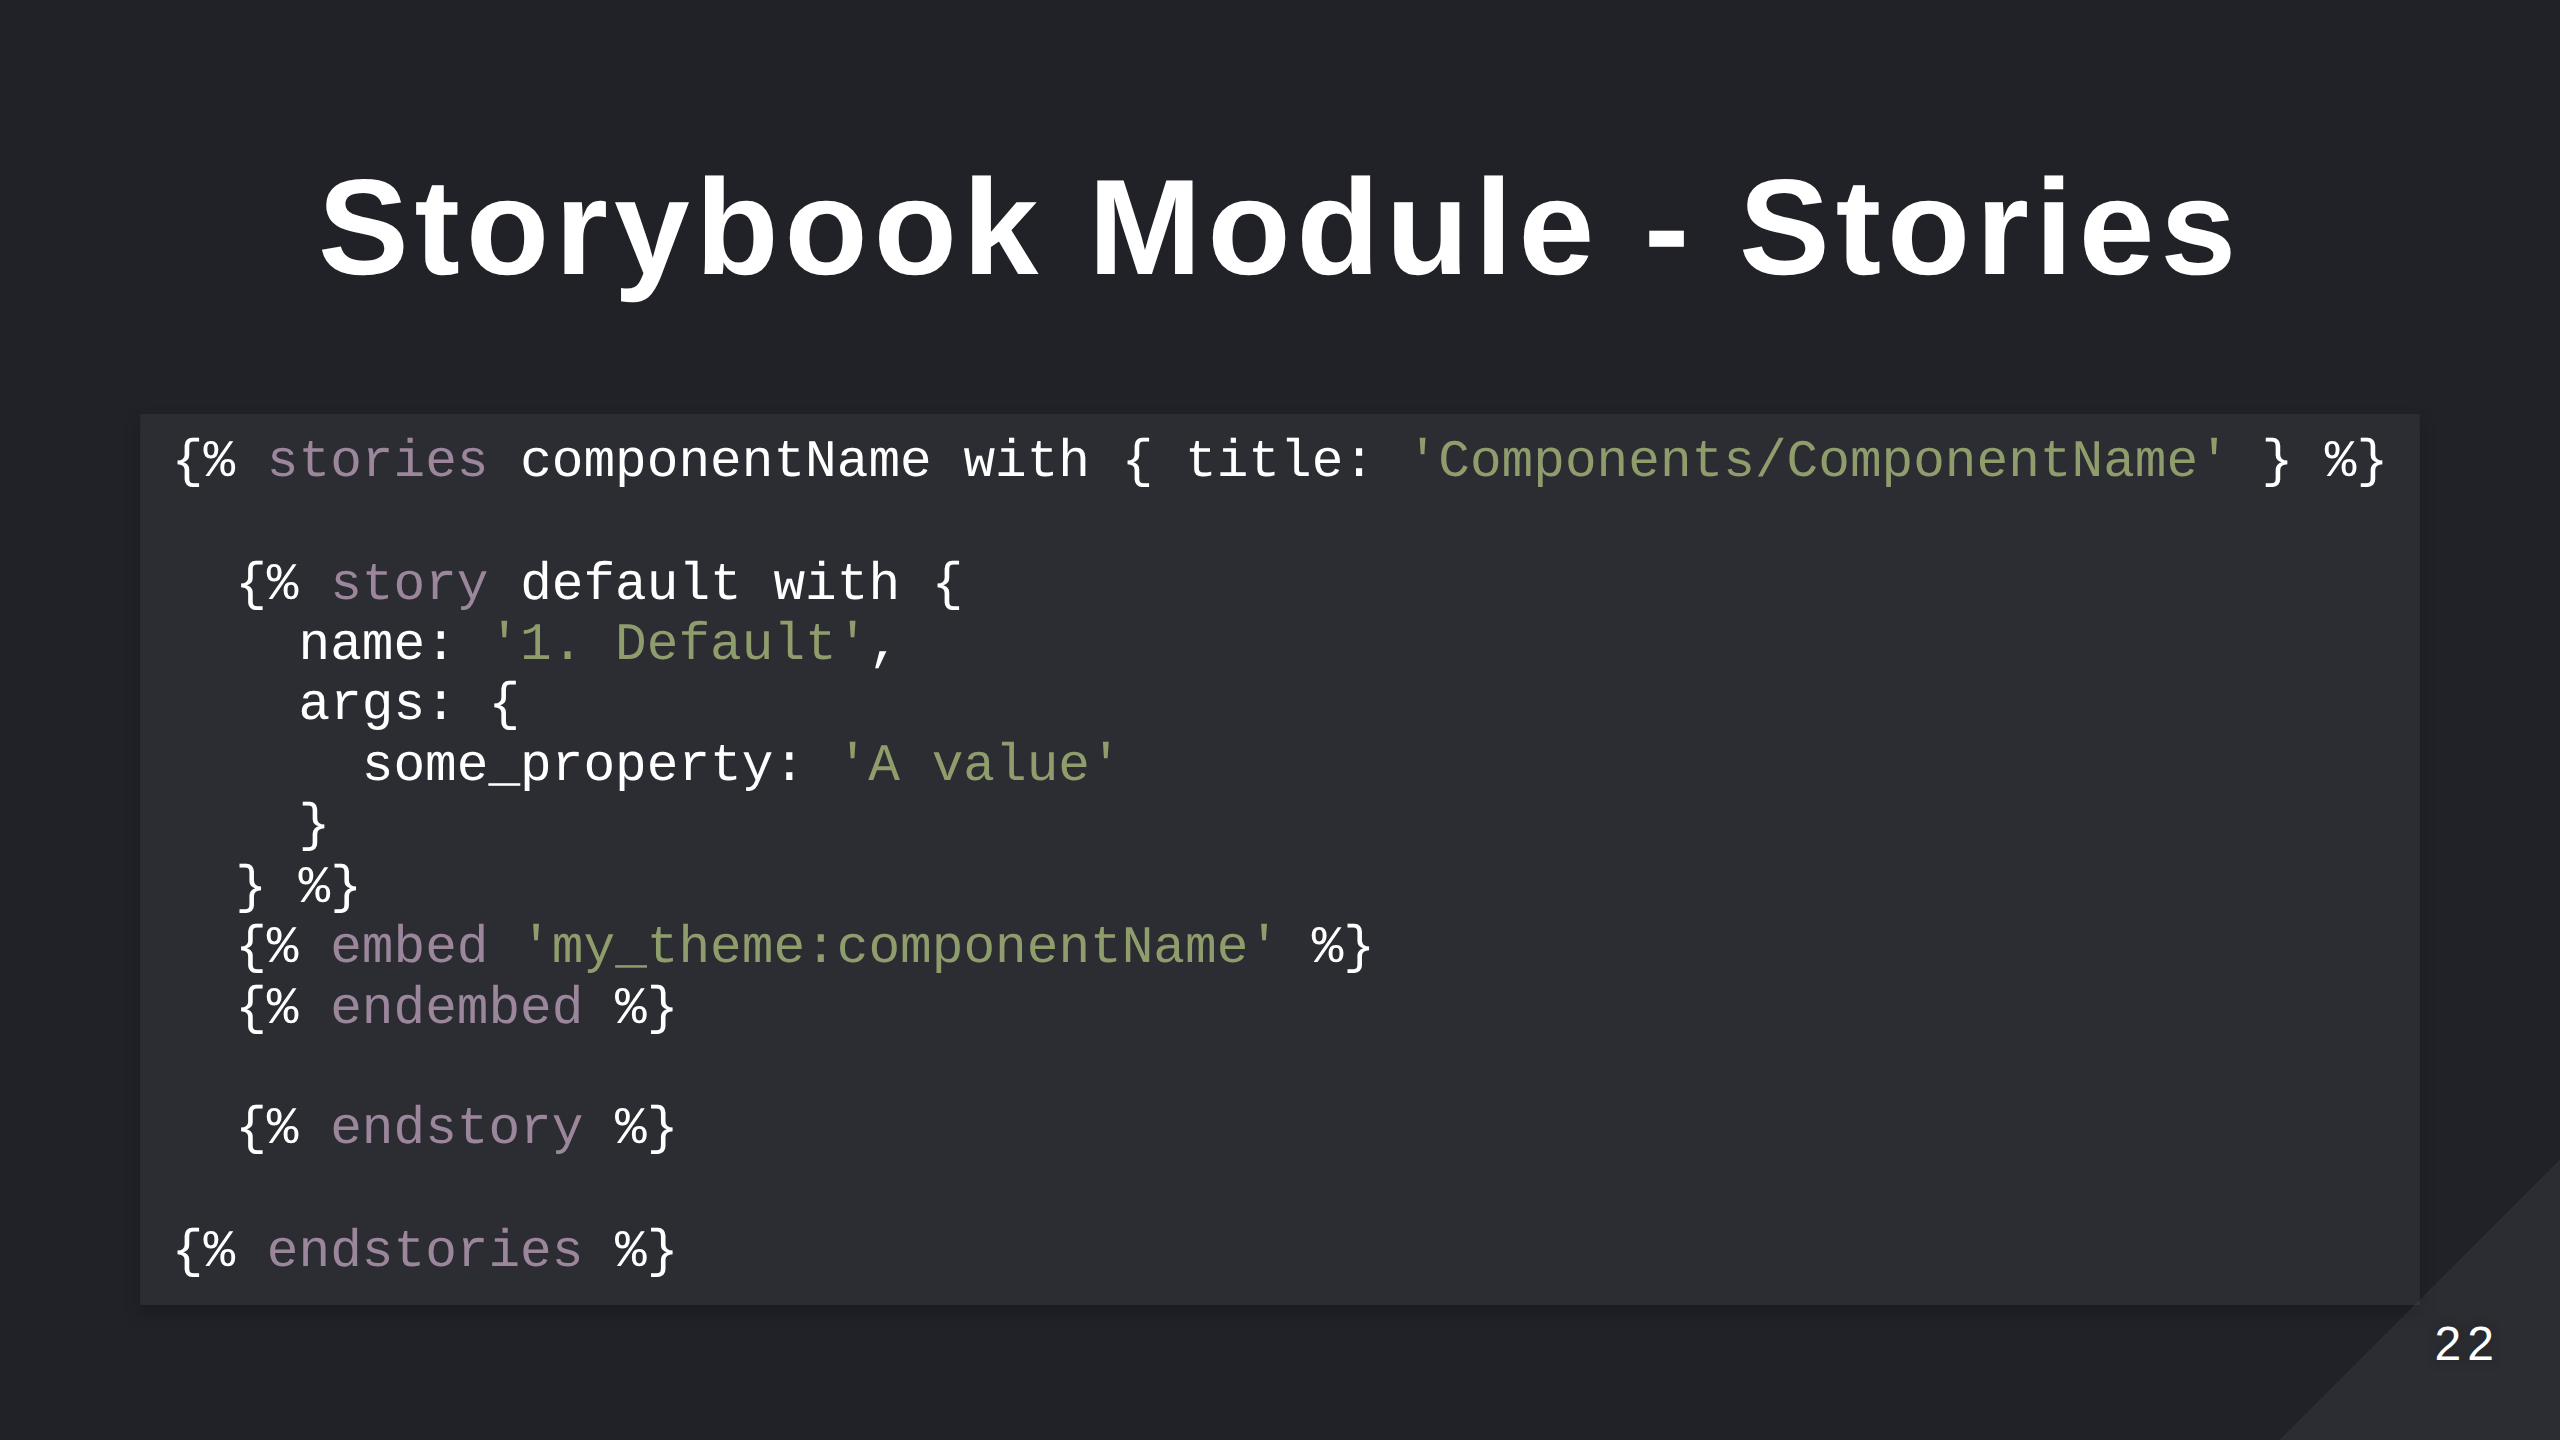 Storybook Module - Stories
{% stories componentName with { title: 'Components/ComponentName' } %}
{% story default with {
name: '1. Default',
args: {
some_property: 'A value'
}
} %}
{% embed 'my_theme:componentName' %}
{% endembed %}
{% endstory %}
{% endstories %}
22